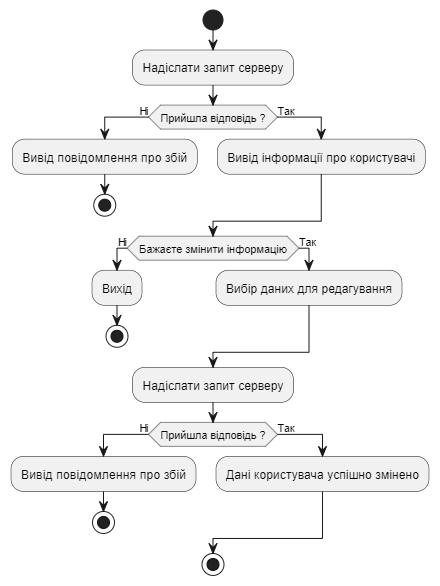 Надіслати запит серверу
Ні
Прийшла відповідь ?
Так
Вивід повідомлення про збій
Вивід інформації про користувачі
Ні
Бажаєте змінити інформацію
Так
Вихід
Вибір даних для редагування
Надіслати запит серверу
Ні
Прийшла відповідь ?
Так
Вивід повідомлення про збій
Дані користувача успішно змінено